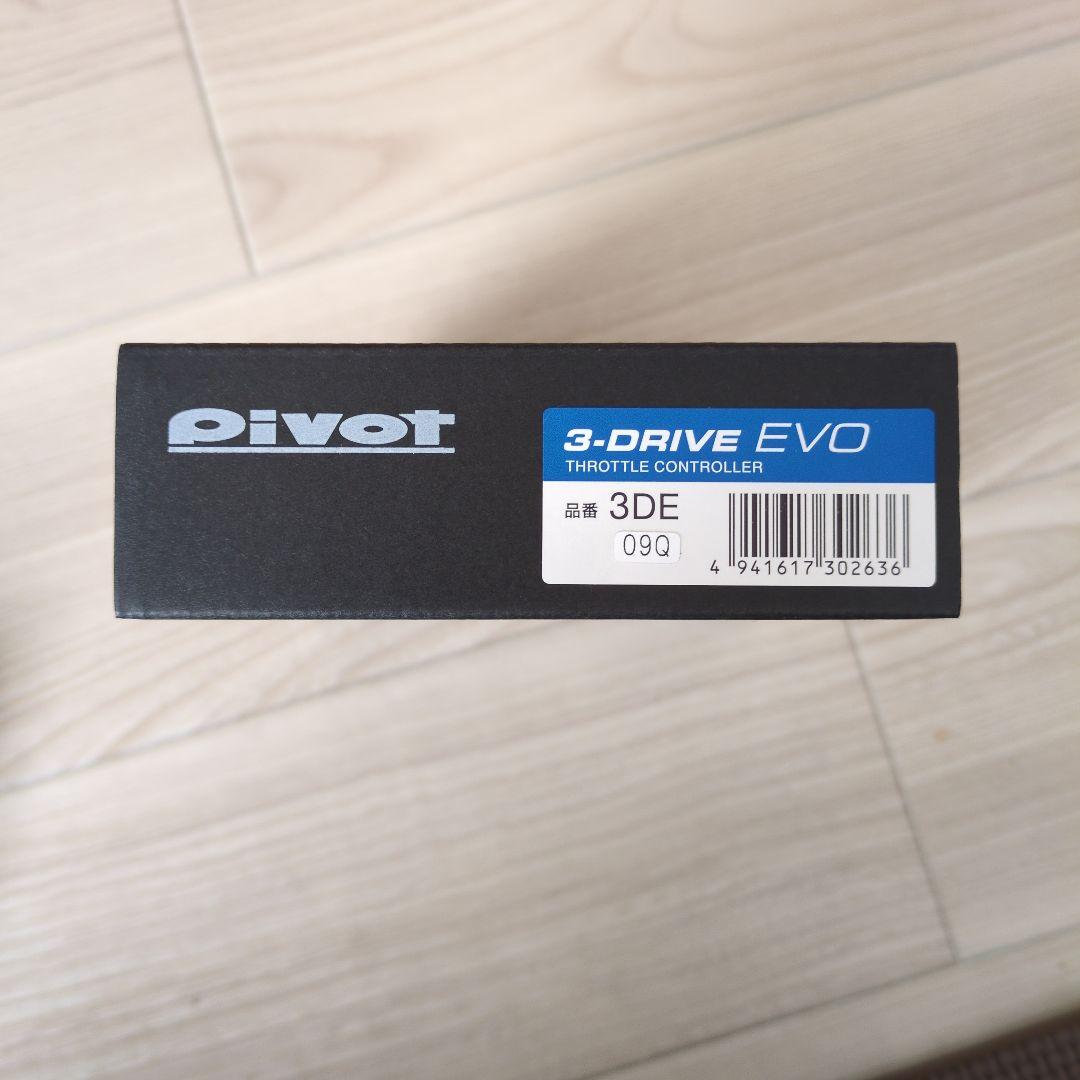 Pivot
3-DRIVE EVO
THROTTLE CONTROLLER
品番 3DE
09Q
4 941617 302636